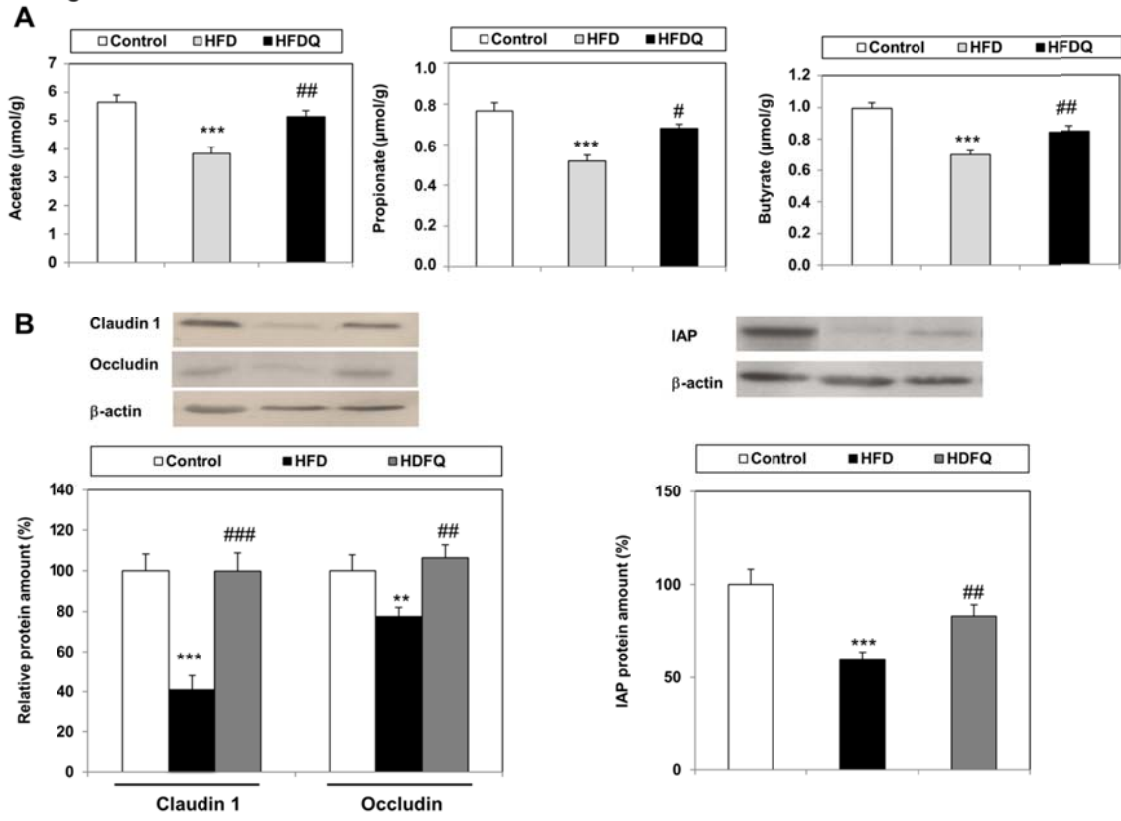 A
Control HFD HFDQ
Acetate (µmol/g)
7
6
5
4
3
2
1
0
***
##
Control HFD HFDQ
Propionate (µmol/g)
1.0
0.8
0.6
0.4
0.2
0.0
***
#
Control HFD HFDQ
Butyrate (µmol/g)
1.2
1.0
0.8
0.6
0.4
0.2
0.0
***
##
B
Claudin 1
Occludin
β-actin
Control HFD HDFQ
Relative protein amount (%)
140
120
100
80
60
40
20
0
***
###
**
##
Claudin 1 Occludin
IAP
β-actin
Control HFD HDFQ
IAP protein amount (%)
150
100
50
0
***
##